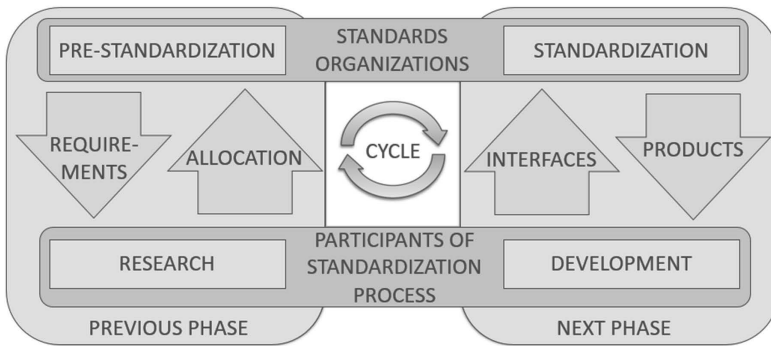 PRE-STANDARDIZATION
STANDARDS
ORGANIZATIONS
STANDARDIZATION
REQUIRE-
MENTS
ALLOCATION
CYCLE
INTERFACES
PRODUCTS
RESEARCH
PARTICIPANTS OF
STANDARDIZATION
PROCESS
DEVELOPMENT
PREVIOUS PHASE
NEXT PHASE